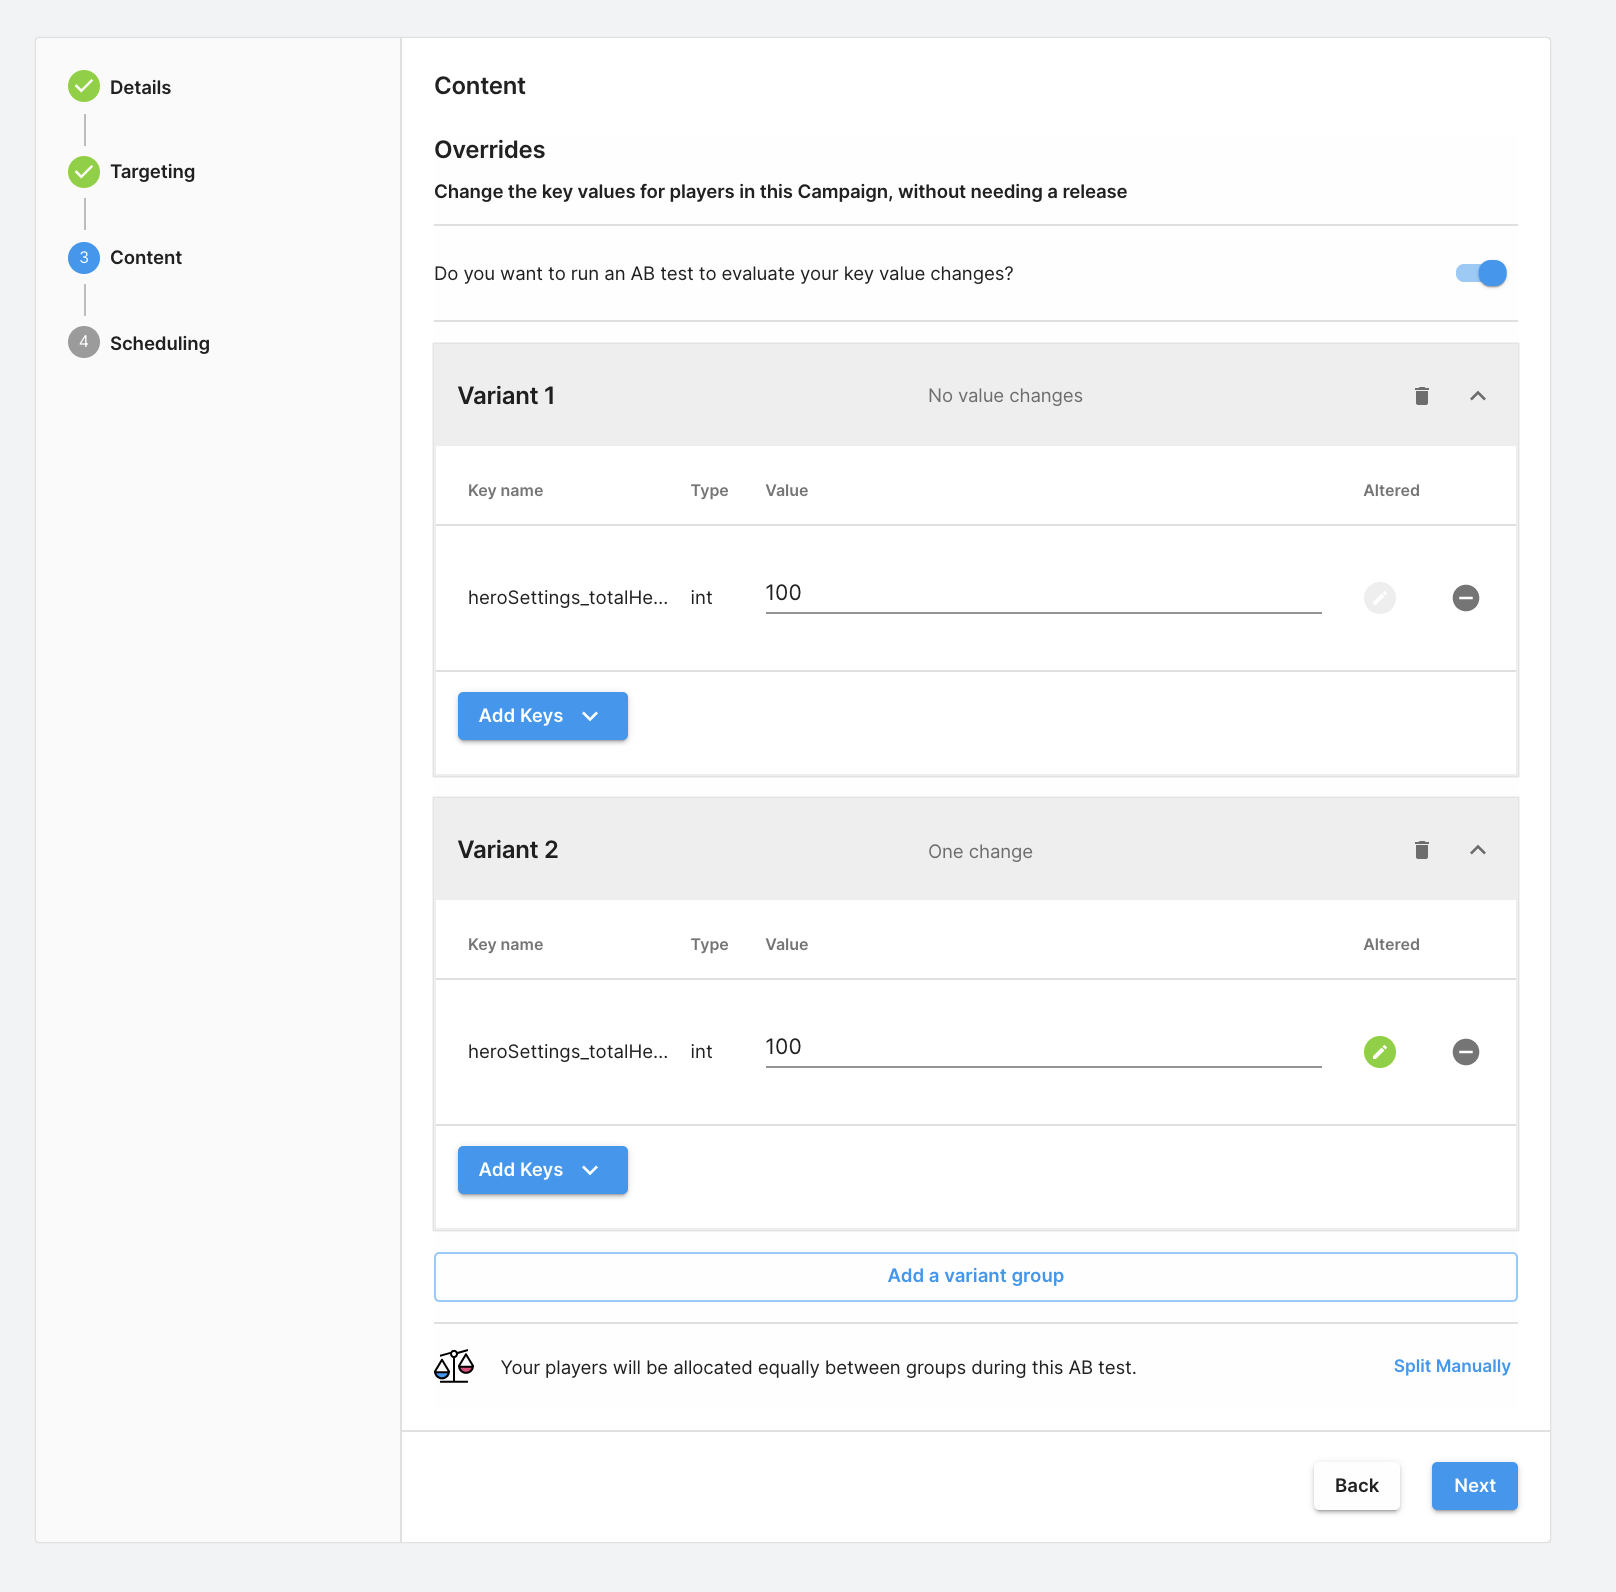 Details
Targeting
3 Content
4 Scheduling
Content
Overrides
Change the key values for players in this Campaign, without needing a release
Do you want to run an AB test to evaluate your key value changes?
Variant 1 No value changes
Key name Type Value Altered
heroSettings_totalHe... int 100
Add Keys
Variant 2 One change
Key name Type Value Altered
heroSettings_totalHe... int 100
Add Keys
Add a variant group
Your players will be allocated equally between groups during this AB test. Split Manually
Back Next